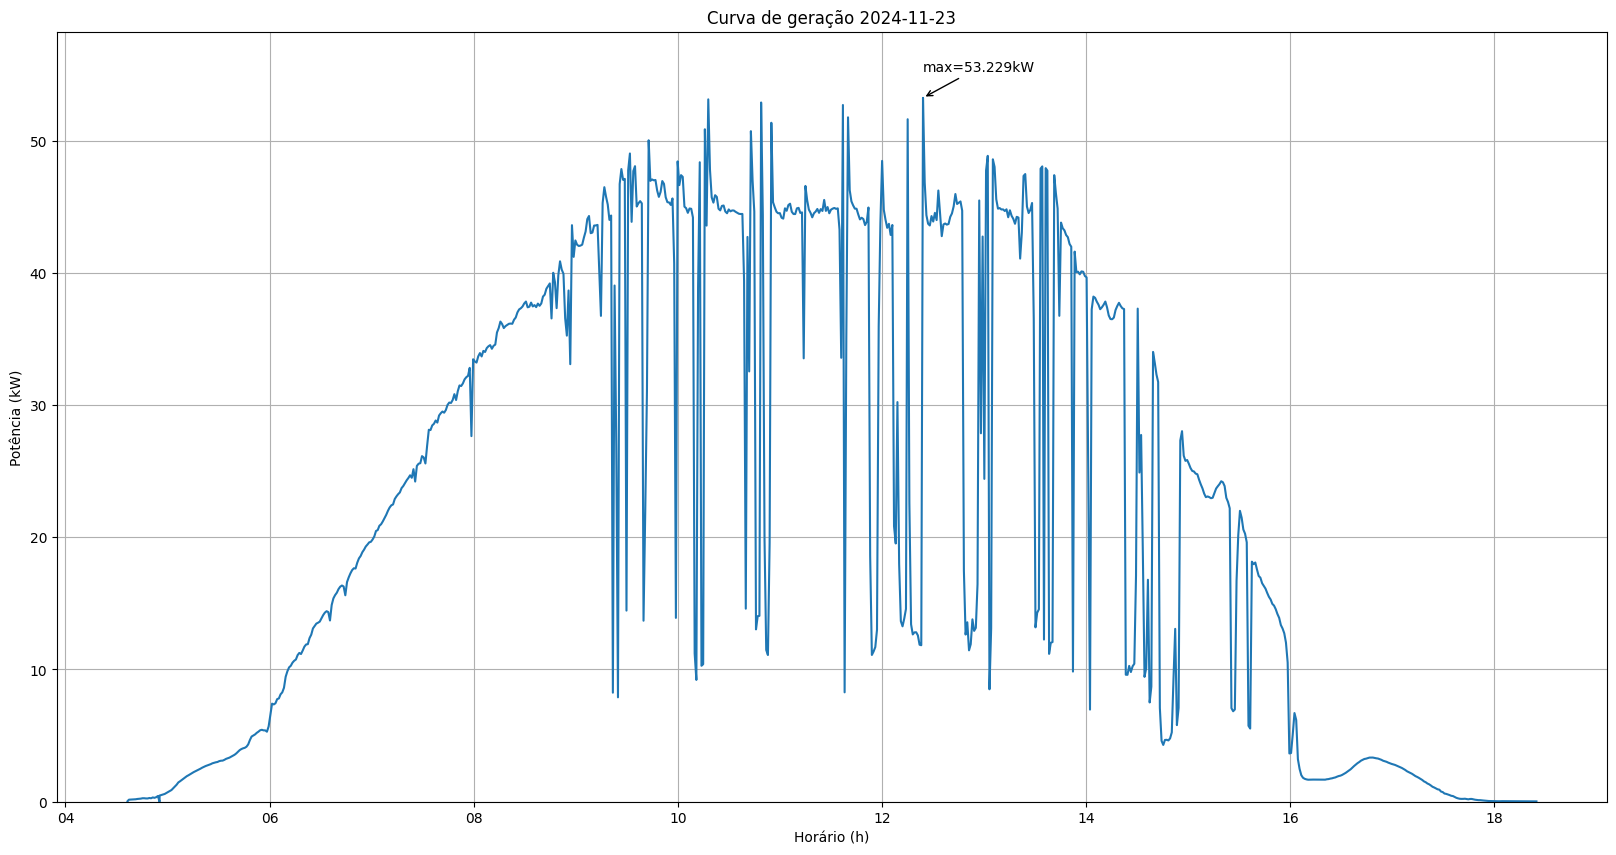 Curva de geração 2024-11-23
max=53.229kW
50
40
30
20
10
0
Potência (kW)
04 06 08 10 12 14 16 18
Horário (h)